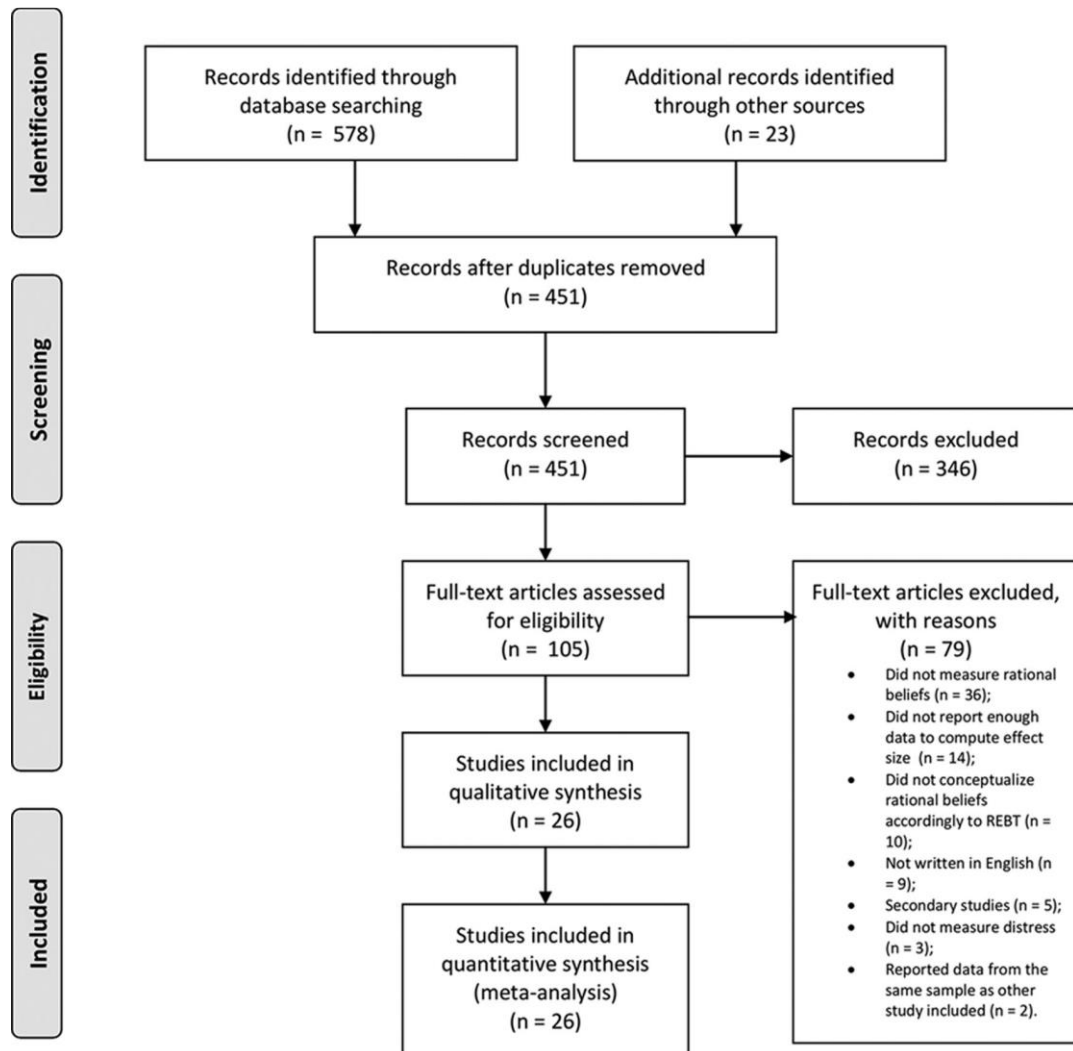 Identification
Records identified through
database searching
(n = 578)
Additional records identified
through other sources
(n = 23)
Records after duplicates removed
(n = 451)
Screening
Records screened
(n = 451)
Records excluded
(n = 346)
Eligibility
Full-text articles assessed
for eligibility
(n = 105)
Full-text articles excluded,
with reasons
(n = 79)
• Did not measure rational
beliefs (n = 36);
• Did not report enough
data to compute effect
size (n = 14);
• Did not conceptualize
rational beliefs
accordingly to REBT (n =
10);
• Not written in English (n
= 9);
• Secondary studies (n = 5);
• Did not measure distress
(n = 3);
• Reported data from the
same sample as other
study included (n = 2).
Studies included in
qualitative synthesis
(n = 26)
Included
Studies included in
quantitative synthesis
(meta-analysis)
(n = 26)